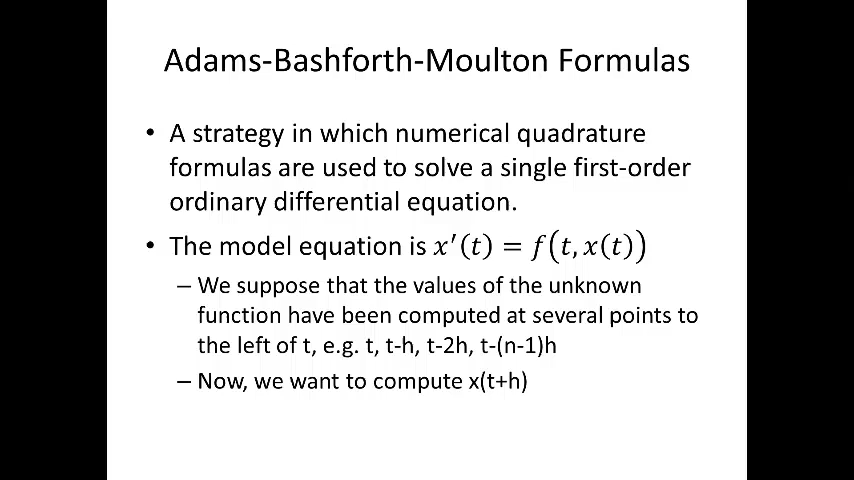 Adams-Bashforth-Moulton Formulas
• A strategy in which numerical quadrature
formulas are used to solve a single first-order
ordinary differential equation.
• The model equation is x′(t) = f(t, x(t))
– We suppose that the values of the unknown
function have been computed at several points to
the left of t, e.g. t, t-h, t-2h, t-(n-1)h
– Now, we want to compute x(t+h)